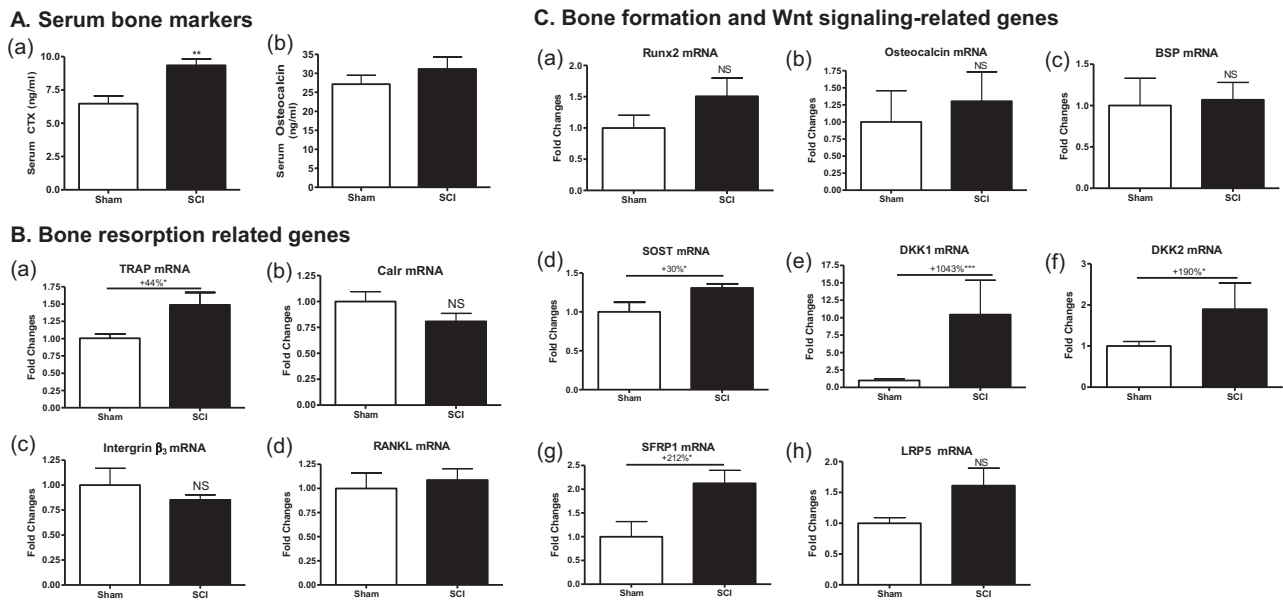 A. Serum bone markers
(a)
Serum CTX (ng/ml)
10.0
7.5
5.0
2.5
0.0
**
Sham
SCI
(b)
Serum Osteocalcin
(ng/ml)
35
30
25
20
15
10
5
0
Sham
SCI
B. Bone resorption related genes
(a)
TRAP mRNA
+44%*
Fold Changes
1.75
1.50
1.25
1.00
0.75
0.50
0.25
0.00
Sham
SCI
(b)
Calr mRNA
NS
Fold Changes
1.25
1.00
0.75
0.50
0.25
0.00
Sham
SCI
(c)
Intergrin β₃ mRNA
NS
Fold Changes
1.25
1.00
0.75
0.50
0.25
0.00
Sham
SCI
(d)
RANKL mRNA
Fold Changes
1.25
1.00
0.75
0.50
0.25
0.00
Sham
SCI
C. Bone formation and Wnt signaling-related genes
(a)
Runx2 mRNA
NS
Fold Changes
2.0
1.5
1.0
0.5
0.0
Sham
SCI
(b)
Osteocalcin mRNA
NS
Fold Changes
1.75
1.50
1.25
1.00
0.75
0.50
0.25
0.00
Sham
SCI
(c)
BSP mRNA
NS
Fold Changes
1.5
1.0
0.5
0.0
Sham
SCI
(d)
SOST mRNA
+30%*
Fold Changes
1.5
1.0
0.5
0.0
Sham
SCI
(e)
DKK1 mRNA
+1043%***
Fold Changes
17.5
15.0
12.5
10.0
7.5
5.0
2.5
0.0
Sham
SCI
(f)
DKK2 mRNA
+190%*
Fold Changes
3
2
1
0
Sham
SCI
(g)
SFRP1 mRNA
+212%*
Fold Changes
2.5
2.0
1.5
1.0
0.5
0.0
Sham
SCI
(h)
LRP5 mRNA
NS
Fold Changes
2.0
1.5
1.0
0.5
0.0
Sham
SCI